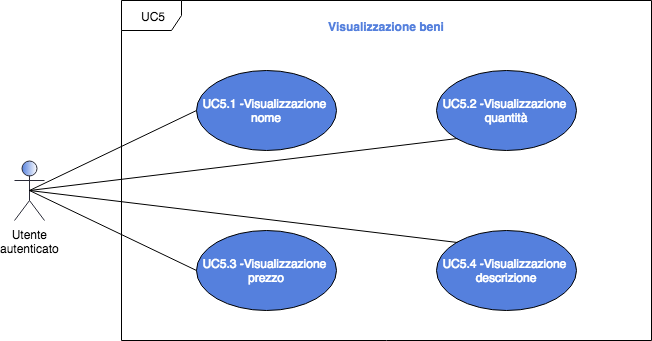 UC5
Visualizzazione beni
UC5.1 -Visualizzazione
nome
UC5.2 -Visualizzazione
quantità
Utente
autenticato
UC5.3 -Visualizzazione
prezzo
UC5.4 -Visualizzazione
descrizione